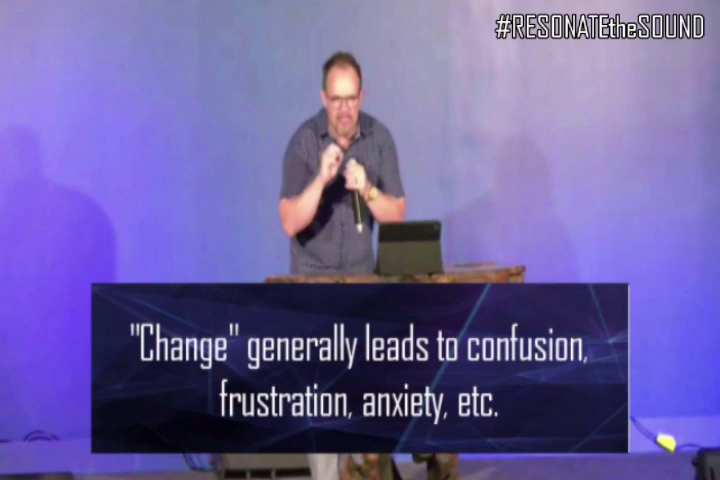 #RESONATEtheSOUND
"Change" generally leads to confusion,
frustration, anxiety, etc.